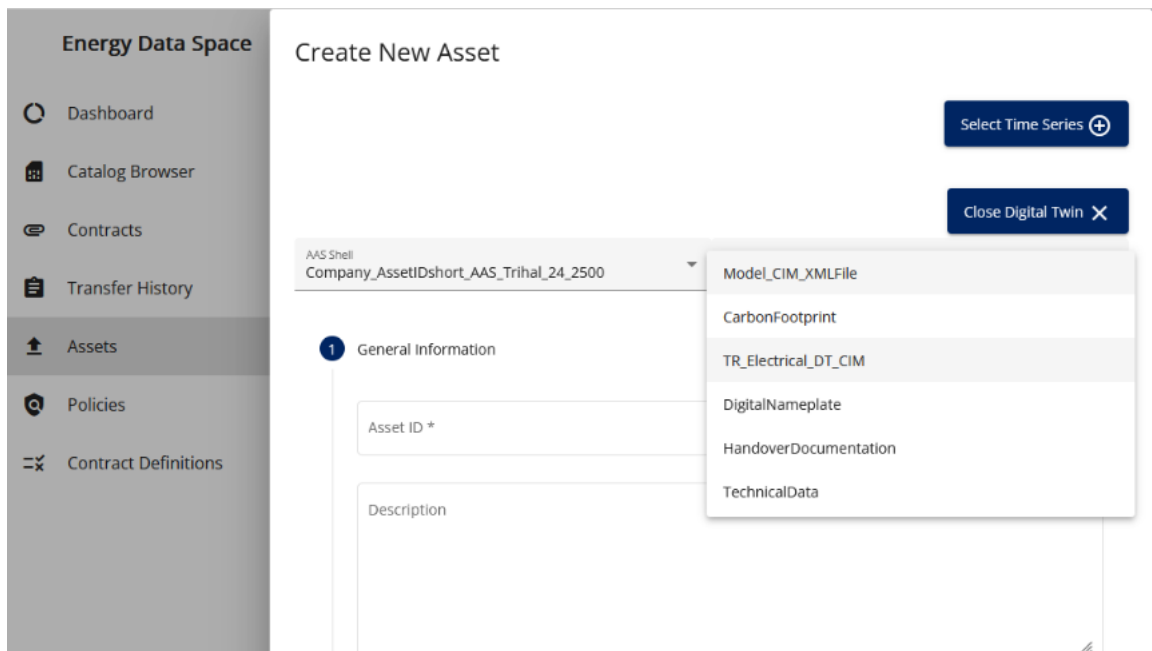 Energy Data Space
Dashboard
Catalog Browser
Contracts
Transfer History
Assets
Policies
Contract Definitions
Create New Asset
Select Time Series
Close Digital Twin
AAS Shell
Company_AssetIDshort_AAS_Trihal_24_2500
Model_CIM_XMLFile
CarbonFootprint
TR_Electrical_DT_CIM
DigitalNameplate
HandoverDocumentation
TechnicalData
1 General Information
Asset ID *
Description